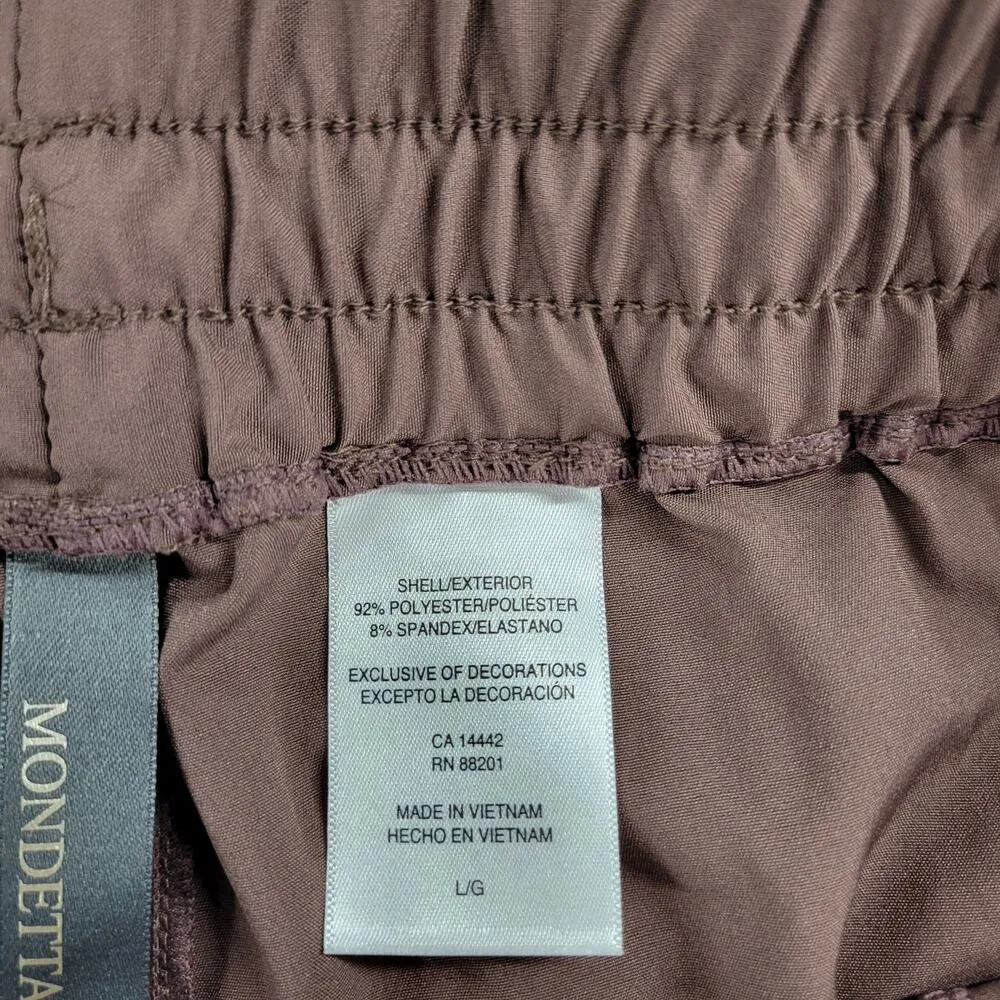 SHELL/EXTERIOR
92% POLYESTER/POLIÉSTER
8% SPANDEX/ELASTANO
EXCLUSIVE OF DECORATIONS
EXCEPTO LA DECORACIÓN
CA 14442
RN 88201
MADE IN VIETNAM
HECHO EN VIETNAM
L/G
MONDETTA